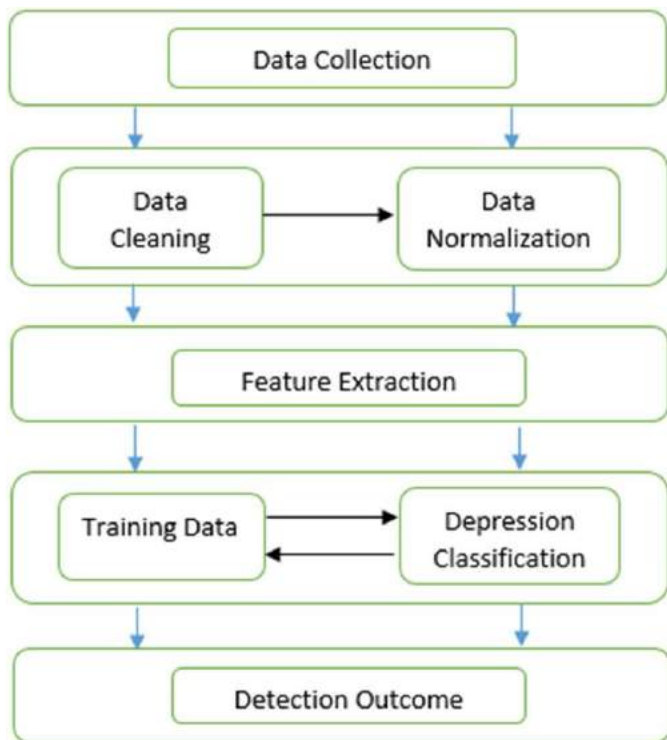 Data Collection
Data
Cleaning
Data
Normalization
Feature Extraction
Training Data
Depression
Classification
Detection Outcome